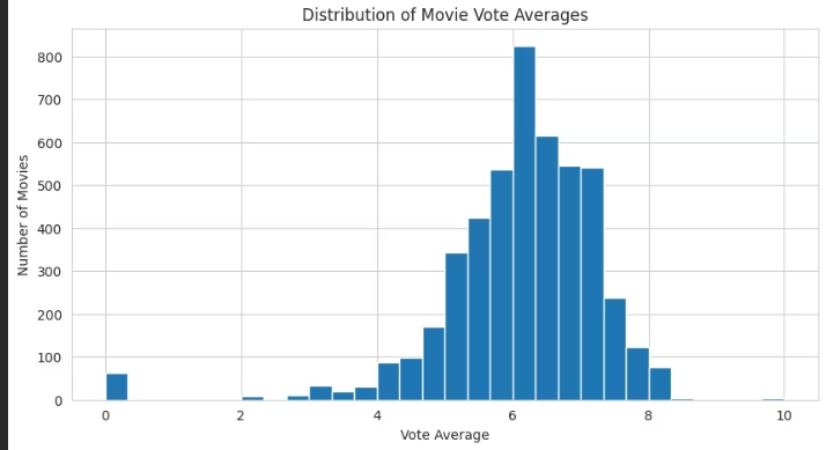 Distribution of Movie Vote Averages
Number of Movies
800
700
600
500
400
300
200
100
0
0 2 4 6 8 10
Vote Average